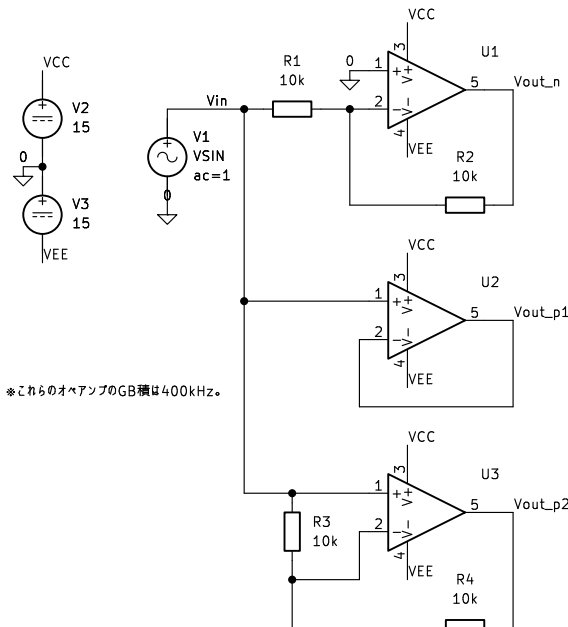 VCC
V2
15
0
V3
15
VEE
Vin
V1
VSIN
ac=1
0
R1
10k
0
VCC
3
1
+
V+
U1
5
Vout_n
2
−
V-
4
VEE
R2
10k
VCC
3
U2
1
+
V+
5
Vout_p1
2
−
V-
4
VEE
※これらのオペアンプのGB積は400kHz。
VCC
3
U3
1
+
V+
5
Vout_p2
R3
10k
2
−
V-
4
VEE
R4
10k